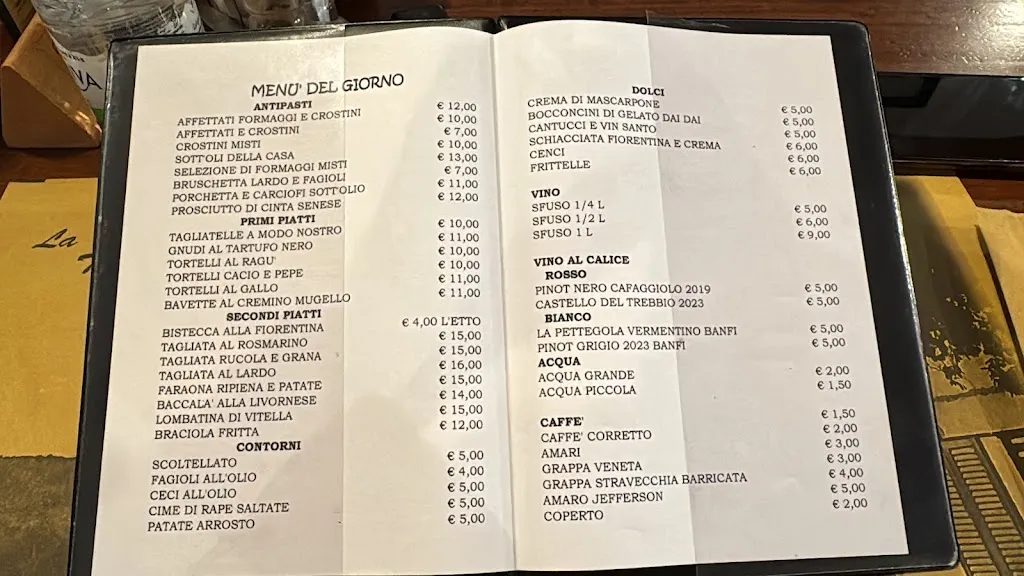 MENU' DEL GIORNO
ANTIPASTI
AFFETTATI FORMAGGI E CROSTINI € 12,00
AFFETTATI E CROSTINI € 10,00
CROSTINI MISTI € 7,00
SOTT'OLI DELLA CASA € 10,00
SELEZIONE DI FORMAGGI MISTI € 13,00
BRUSCHETTA LARDO E FAGIOLI € 7,00
PORCHETTA E CARCIOFI SOTT'OLIO € 11,00
PROSCIUTTO DI CINTA SENESE € 12,00
PRIMI PIATTI
TAGLIATELLE A MODO NOSTRO € 10,00
GNUDI AL TARTUFO NERO € 11,00
TORTELLI AL RAGU' € 10,00
TORTELLI CACIO E PEPE € 10,00
TORTELLI AL GALLO € 11,00
BAVETTE AL CREMINO MUGELLO € 11,00
SECONDI PIATTI
BISTECCA ALLA FIORENTINA € 4,00 L'ETTO
TAGLIATA AL ROSMARINO € 15,00
TAGLIATA RUCOLA E GRANA € 15,00
TAGLIATA AL LARDO € 16,00
FARAONA RIPIENA E PATATE € 15,00
BACCALA' ALLA LIVORNESE € 14,00
LOMBATINA DI VITELLA € 15,00
BRACIOLA FRITTA € 12,00
CONTORNI
SCOLTELLATO € 5,00
FAGIOLI ALL'OLIO € 4,00
CECI ALL'OLIO € 5,00
CIME DI RAPE SALTATE € 5,00
PATATE ARROSTO € 5,00
DOLCI
CREMA DI MASCARPONE € 5,00
BOCCONCINI DI GELATO DAI DAI € 5,00
CANTUCCI E VIN SANTO € 5,00
SCHIACCIATA FIORENTINA E CREMA € 6,00
CENCI € 6,00
FRITTELLE € 6,00
VINO
SFUSO 1/4 L € 5,00
SFUSO 1/2 L € 6,00
SFUSO 1 L € 9,00
VINO AL CALICE
ROSSO
PINOT NERO CAFAGGIOLO 2019 € 5,00
CASTELLO DEL TREBBIO 2023 € 5,00
BIANCO
LA PETTEGOLA VERMENTINO BANFI € 5,00
PINOT GRIGIO 2023 BANFI € 5,00
ACQUA
ACQUA GRANDE € 2,00
ACQUA PICCOLA € 1,50
CAFFE' € 1,50
CAFFE' CORRETTO € 2,00
AMARI € 3,00
GRAPPA VENETA € 3,00
GRAPPA STRAVECCHIA BARRICATA € 4,00
AMARO JEFFERSON € 5,00
COPERTO € 2,00
La
VA